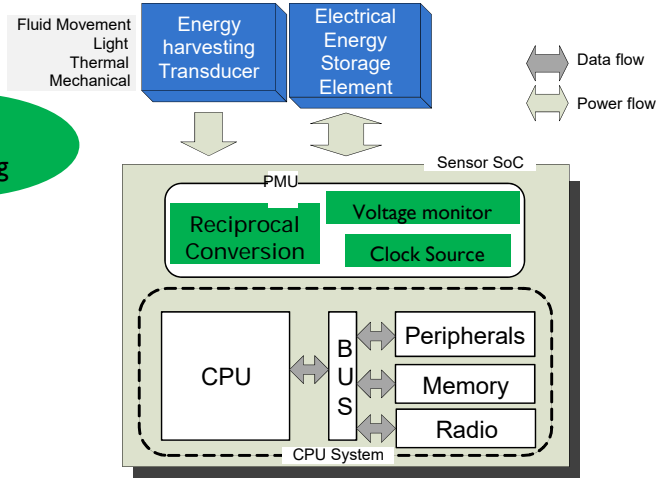 Fluid Movement
Light
Thermal
Mechanical
Energy
harvesting
Transducer
Electrical
Energy
Storage
Element
Data flow
Power flow
g
Sensor SoC
PMU
Reciprocal
Conversion
Voltage monitor
Clock Source
CPU
B
U
S
Peripherals
Memory
Radio
CPU System